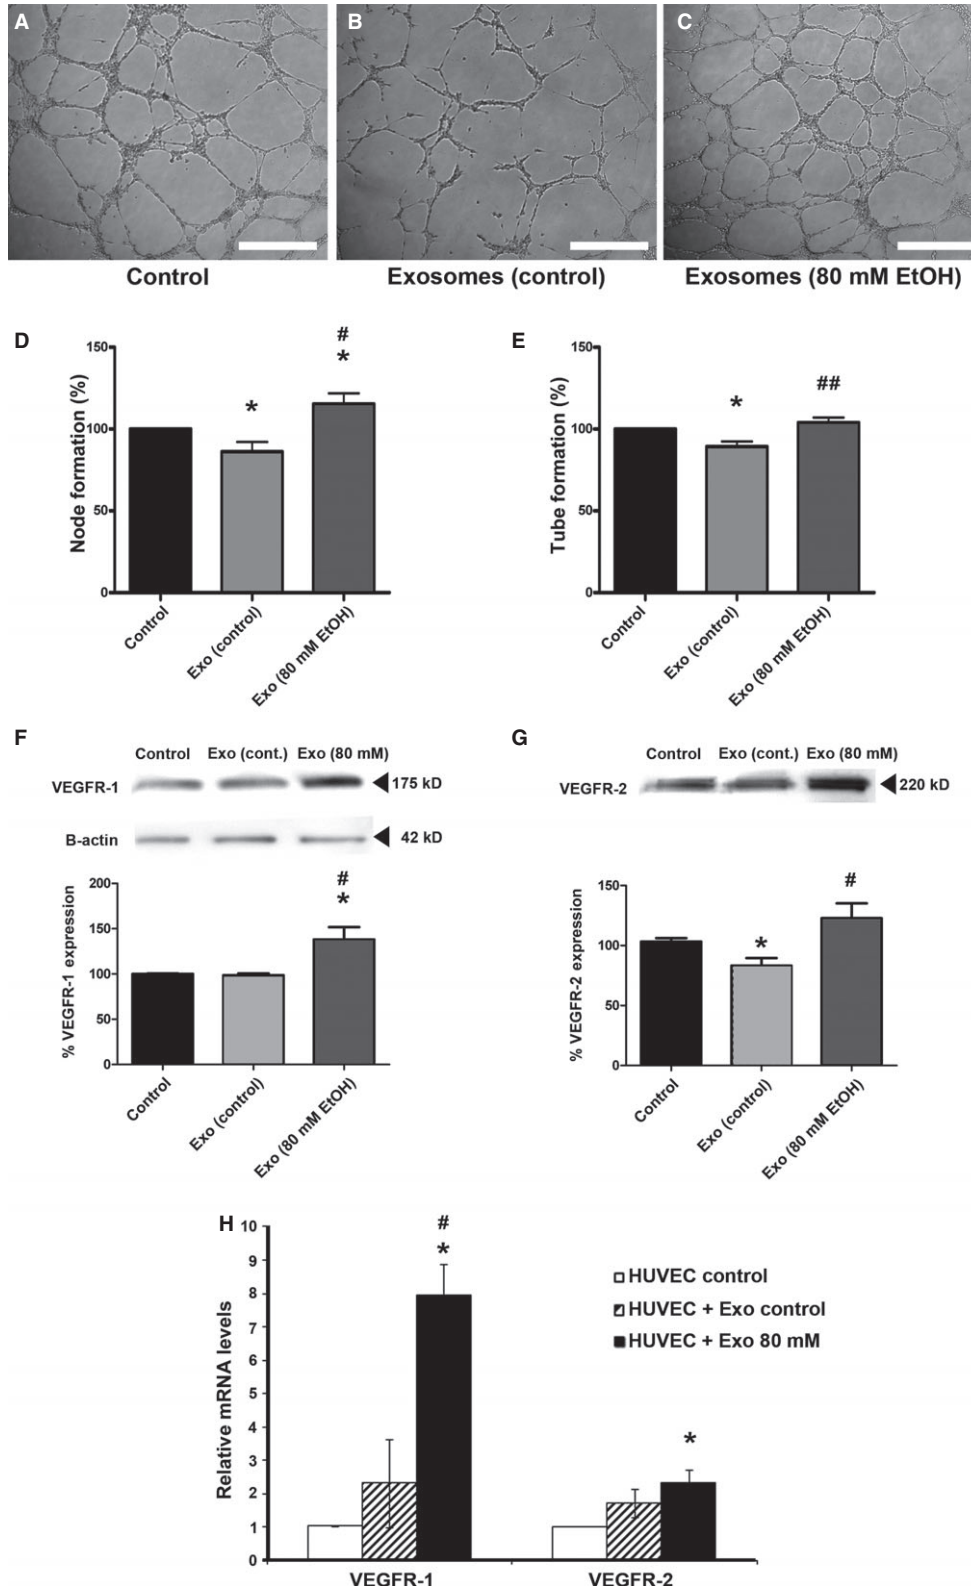 A
B
C
Control
Exosomes (control)
Exosomes (80 mM EtOH)
D
150
100
50
0
Node formation (%)
#
*
*
Control
Exo (control)
Exo (80 mM EtOH)
E
150
100
50
0
Tube formation (%)
*
##
Control
Exo (control)
Exo (80 mM EtOH)
F
Control Exo (cont.) Exo (80 mM)
VEGFR-1 175 kD
B-actin 42 kD
200
150
100
50
0
% VEGFR-1 expression
#
*
Control
Exo (control)
Exo (80 mM EtOH)
G
Control Exo (cont.) Exo (80 mM)
VEGFR-2 220 kD
150
100
50
0
% VEGFR-2 expression
*
#
Control
Exo (control)
Exo (80 mM EtOH)
H
10
9
8
7
6
5
4
3
2
1
0
Relative mRNA levels
#
*
*
HUVEC control
HUVEC + Exo control
HUVEC + Exo 80 mM
VEGFR-1
VEGFR-2